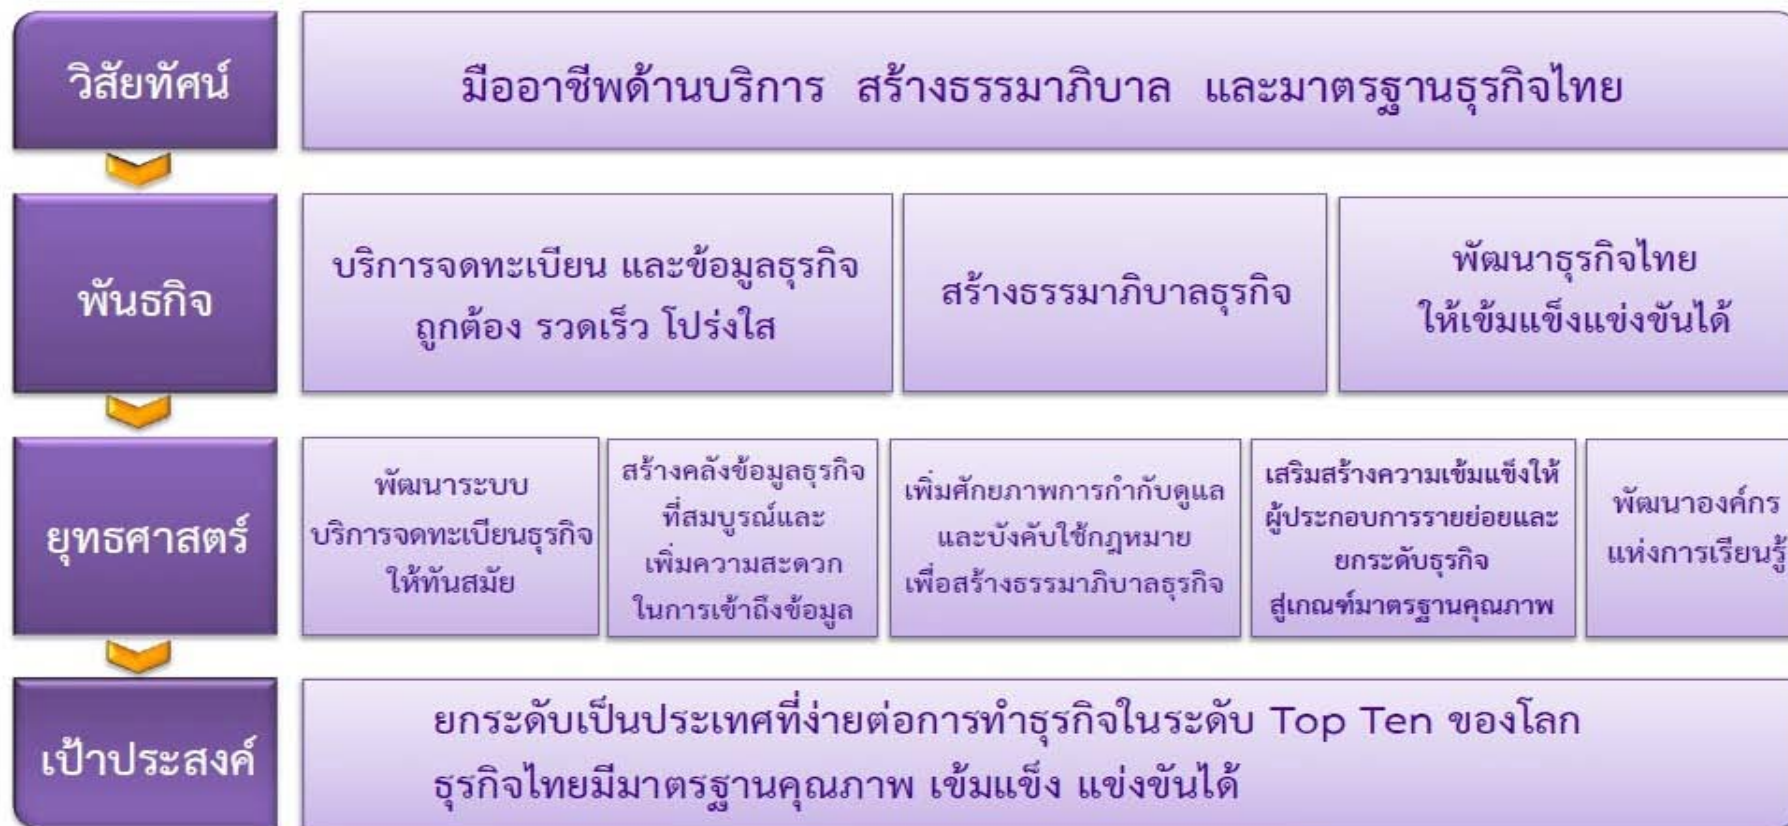 วิสัยทัศน์
มืออาชีพด้านบริการ สร้างธรรมาภิบาล และมาตรฐานธุรกิจไทย
พันธกิจ
บริการจดทะเบียน และข้อมูลธุรกิจ
ถูกต้อง รวดเร็ว โปร่งใส
สร้างธรรมาภิบาลธุรกิจ
พัฒนาธุรกิจไทย
ให้เข้มแข็งแข่งขันได้
ยุทธศาสตร์
พัฒนาระบบ
บริการจดทะเบียนธุรกิจ
ให้ทันสมัย
สร้างคลังข้อมูลธุรกิจ
ที่สมบูรณ์และ
เพิ่มความสะดวก
ในการเข้าถึงข้อมูล
เพิ่มศักยภาพการกำกับดูแล
และบังคับใช้กฎหมาย
เพื่อสร้างธรรมาภิบาลธุรกิจ
เสริมสร้างความเข้มแข็งให้
ผู้ประกอบการรายย่อยและ
ยกระดับธุรกิจ
สู่เกณฑ์มาตรฐานคุณภาพ
พัฒนาองค์กร
แห่งการเรียนรู้
เป้าประสงค์
ยกระดับเป็นประเทศที่ง่ายต่อการทำธุรกิจในระดับ Top Ten ของโลก
ธุรกิจไทยมีมาตรฐานคุณภาพ เข้มแข็ง แข่งขันได้